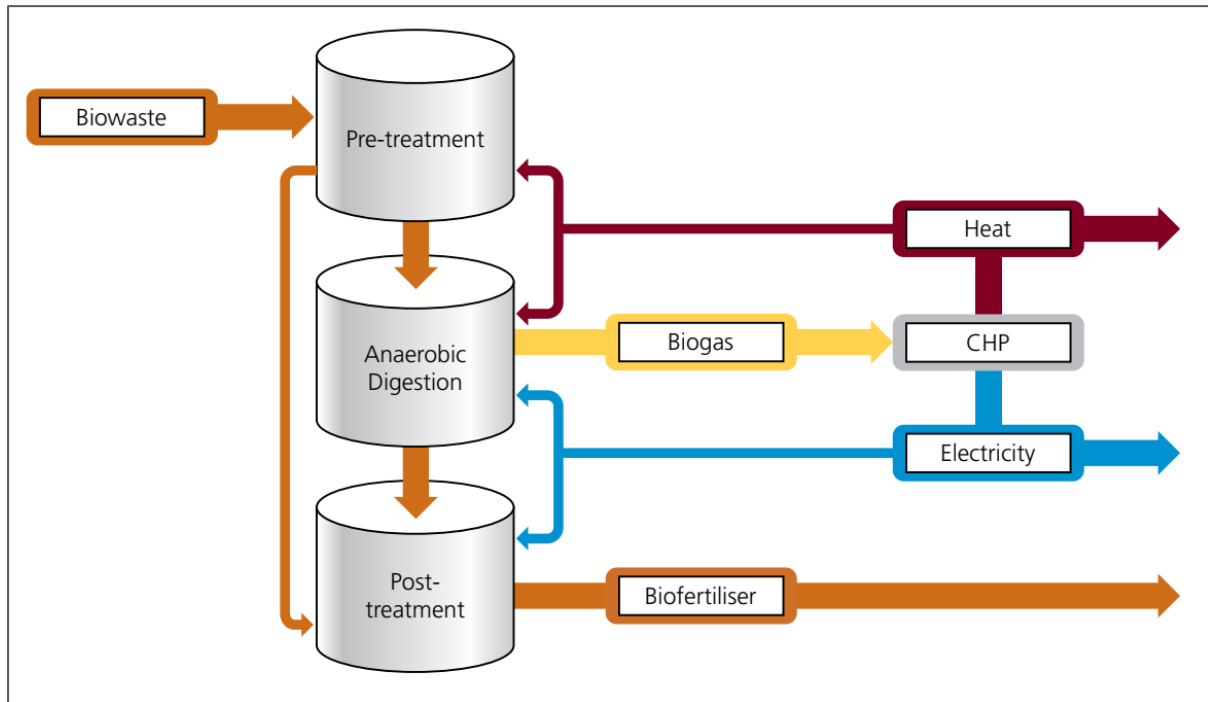 Biowaste
Pre-treatment
Heat
Anaerobic
Digestion
Biogas
CHP
Electricity
Post-
treatment
Biofertiliser